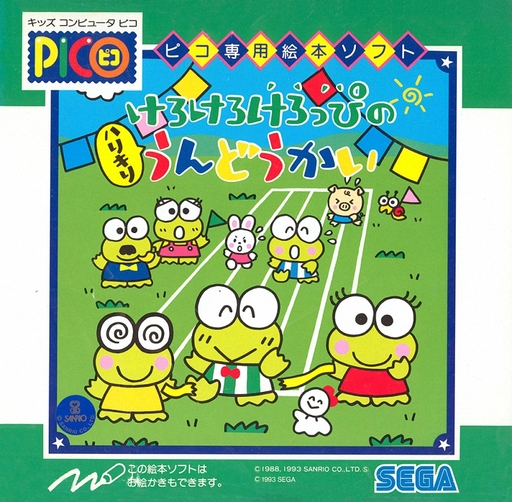 キッズ コンピュータ ピコ
PiCO ピコ
ピコ専用絵本ソフト
けろけろけろっぴの
ハリキリ
うんどうかい
SANRIO
この絵本ソフトは
お絵かきもできます。
©1988, 1993 SANRIO CO.,LTD. S
©1993 SEGA
SEGA